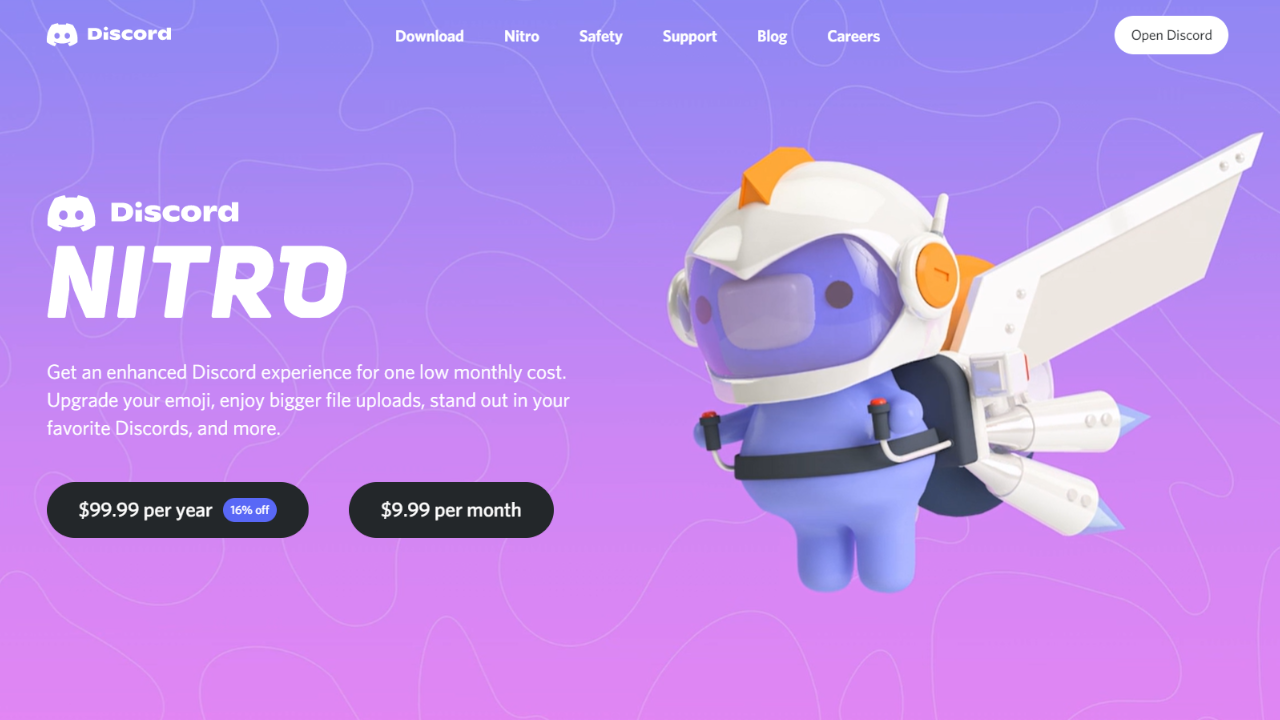 Discord
Download
Nitro
Safety
Support
Blog
Careers
Open Discord
Discord
NITRO
Get an enhanced Discord experience for one low monthly cost.
Upgrade your emoji, enjoy bigger file uploads, stand out in your
favorite Discords, and more.
$99.99 per year 16% off
$9.99 per month